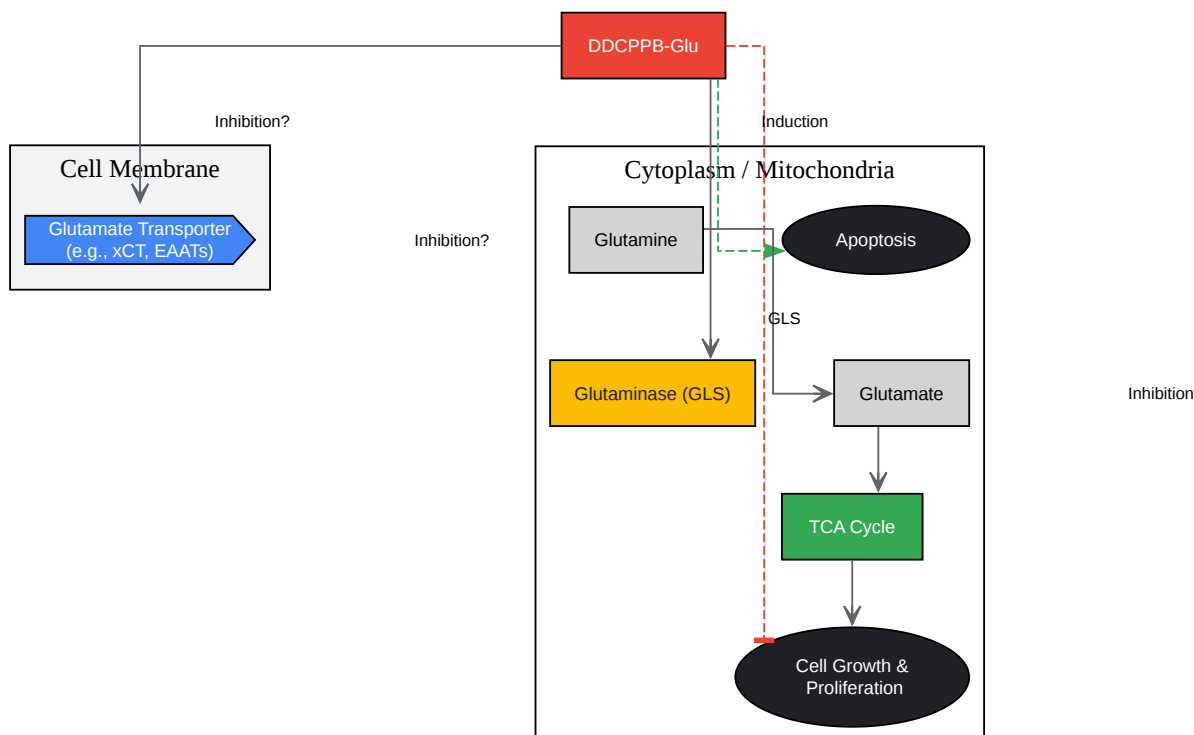 DDCPPB-Glu
Inhibition?
Induction
Cell Membrane
Cytoplasm / Mitochondria
Glutamate Transporter
(e.g., xCT, EAATs)
Inhibition?
Glutamine
Apoptosis
GLS
Glutaminase (GLS)
Glutamate
Inhibition
TCA Cycle
Cell Growth &
Proliferation